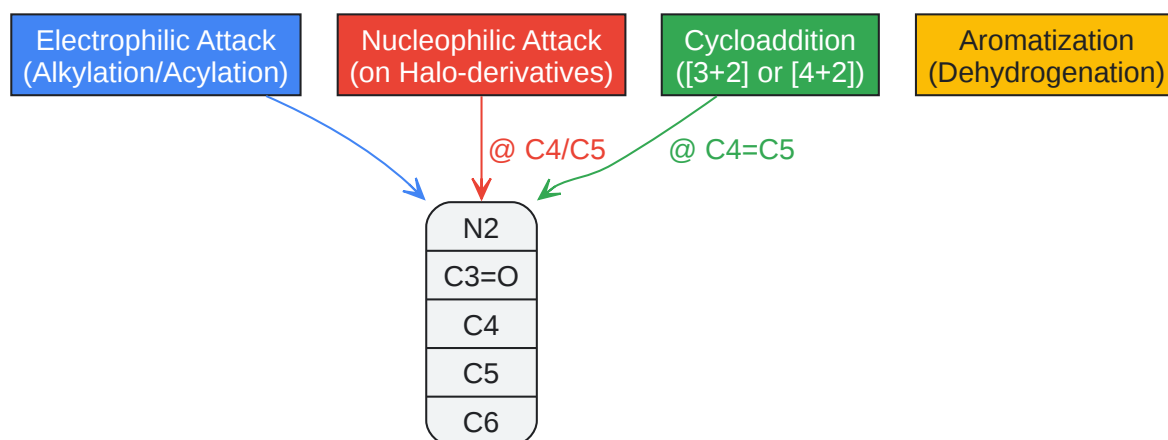 Electrophilic Attack
(Alkylation/Acylation)
Nucleophilic Attack
(on Halo-derivatives)
Cycloaddition
([3+2] or [4+2])
Aromatization
(Dehydrogenation)
@ C4/C5
@ C4=C5
N2
C3=O
C4
C5
C6